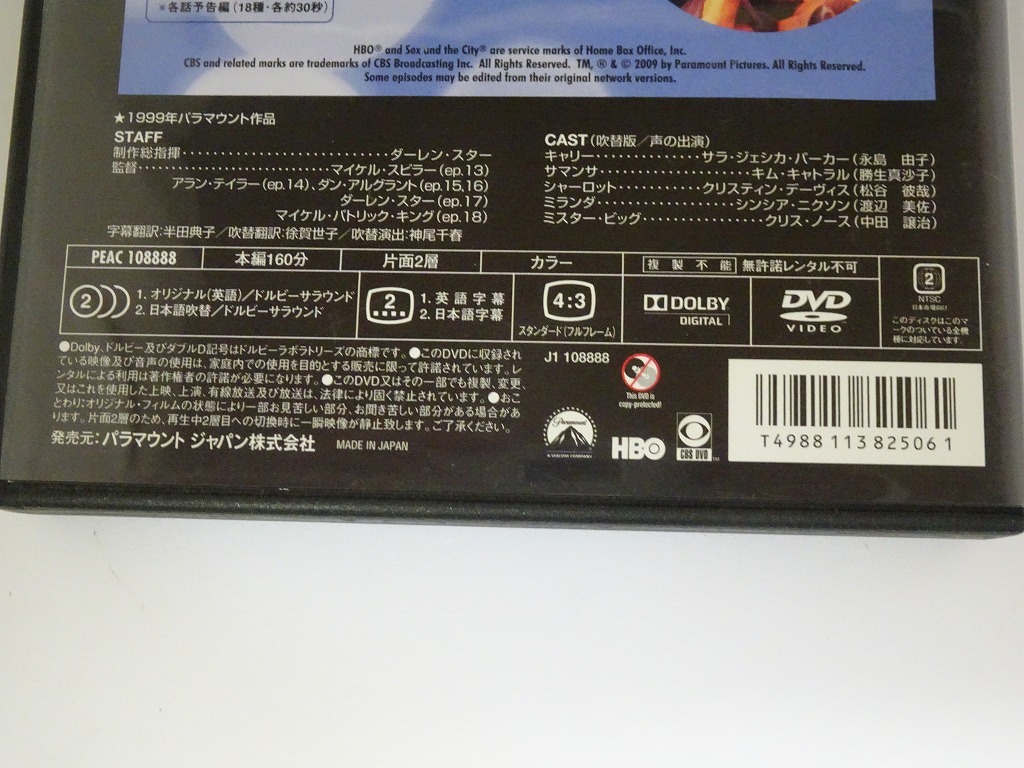 *各話予告編(18種・各約30秒)
HBO® and Sex and the City® are service marks of Home Box Office, Inc.
CBS and related marks are trademarks of CBS Broadcasting Inc. All Rights Reserved. TM, ® & © 2009 by Paramount Pictures. All Rights Reserved.
Some episodes may be edited from their original network versions.
★1999年パラマウント作品
STAFF
制作総指揮・・・・・・・・・・・・・・・・・・・・・・・・ダーレン・スター
監督・・・・・・・・・・・・・・・・・・・・マイケル・スピラー(ep.13)
アラン・テイラー(ep.14)、ダン・アルグラント(ep.15,16)
ダーレン・スター(ep.17)
マイケル・パトリック・キング(ep.18)
字幕翻訳:半田典子/吹替翻訳:徐賀世子/吹替演出:神尾千春
CAST(吹替版/声の出演)
キャリー・・・・・・・・・・・・サラ・ジェシカ・パーカー(永島 由子)
サマンサ・・・・・・・・・・・・・・・・キム・キャトラル(勝生真沙子)
シャーロット・・・・・・・・・・・クリスティン・デーヴィス(松谷 彼哉)
ミランダ・・・・・・・・・・・・・・・シンシア・ニクソン(渡辺 美佐)
ミスター・ビッグ・・・・・・・・・・・・・クリス・ノース(中田 譲治)
PEAC 108888 本編160分 片面2層 カラー 複製不能 無許諾レンタル不可
2 1. オリジナル(英語)/ドルビーサラウンド
2. 日本語吹替/ドルビーサラウンド
2 1. 英語字幕
2. 日本語字幕
4:3
スタンダード(フルフレーム)
DOLBY
DIGITAL
DVD
VIDEO
2
NTSC
日本市場向け
このディスクはこのマ
ークのついている全機
種に対応しています。
●Dolby、ドルビー及びダブルD記号はドルビーラボラトリーズの商標です。●このDVDに収録され
ている映像及び音声の使用は、家庭内での使用を目的とする販売に限って許諾されています。レ
ンタルによる利用は著作権者の許諾が必要になります。●このDVD又はその一部でも複製、変更、
又はこれを使用した上映、上演、有線放送及び放送は、法律により固く禁止されています。●おこ
とわり:オリジナル・フィルムの状態により一部お見苦しい部分、お聞き苦しい部分がある場合があ
ります。片面2層のため、再生中2層目への切換時に一瞬映像が静止致します。ご了承ください。
発売元:パラマウント ジャパン株式会社 MADE IN JAPAN
J1 108888
This DVD is
copy-protected!
Paramount
A VIACOM COMPANY
HBO
CBS DVD
T4988113825061